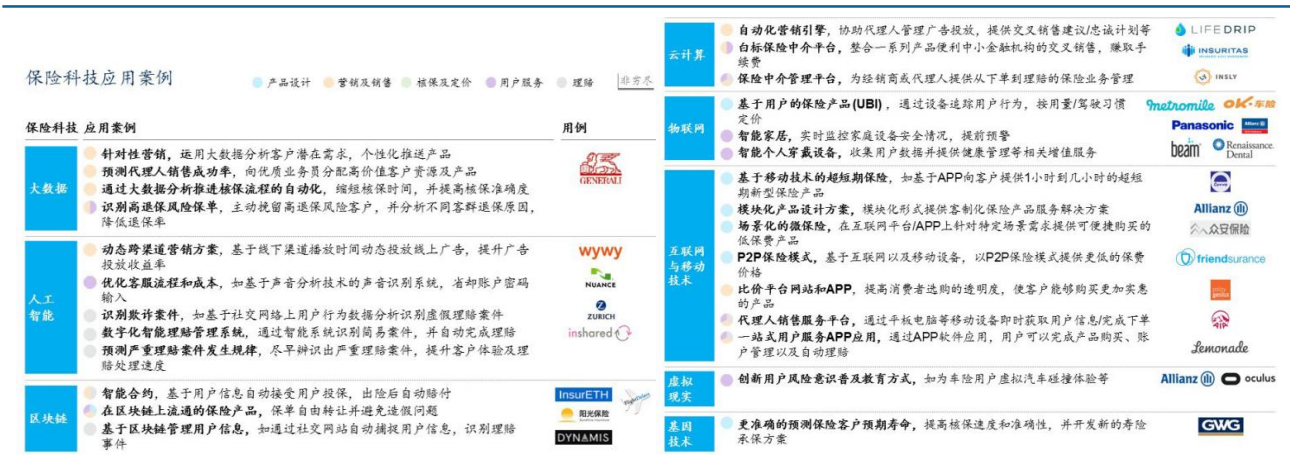 保险科技应用案例
产品设计 营销及销售 核保及定价 用户服务 理赔 非穷尽
保险科技 应用案例 用例
大数据
针对性营销，运用大数据分析客户潜在需求，个性化推送产品
预测代理人销售成功率，向优质业务员分配高价值客户资源及产品
通过大数据分析推进核保流程的自动化，缩短核保时间，并提高核保准确度
识别高退保风险保单，主动挽留高退保风险客户，并分析不同客群退保原因，
降低退保率
GENERALI
人工
智能
动态跨渠道营销方案，基于线下渠道播放时间动态投放线上广告，提升广告
投放收益率
优化客服流程和成本，如基于声音分析技术的声音识别系统，省却账户密码
输入
识别欺诈案件，如基于社交网络上用户行为数据分析识别虚假理赔案件
数字化智能理赔管理系统，通过智能系统识别简易案件，并自动完成理赔
预测严重理赔案件发生规律，尽早辨识出严重理赔案件，提升客户体验及理
赔处理速度
wywy
NUANCE
ZURICH
inshared
区块链
智能合约，基于用户信息自动接受用户投保，出险后自动赔付
在区块链上流通的保险产品，保单自由转让并避免造假问题
基于区块链管理用户信息，如通过社交网站自动捕捉用户信息，识别理赔
事件
InsurETH
阳光保险
DYNAMIS
云计算
自动化营销引擎，协助代理人管理广告投放，提供交叉销售建议/忠诚计划等
白标保险中介平台，整合一系列产品便利中小金融机构的交叉销售，赚取手
续费
保险中介管理平台，为经销商或代理人提供从下单到理赔的保险业务管理
LIFEDRIP
INSURITAS
INSLY
物联网
基于用户的保险产品(UBI)，通过设备追踪用户行为，按用量/驾驶习惯
定价
智能家居，实时监控家庭设备安全情况，提前预警
智能个人穿戴设备，收集用户数据并提供健康管理等相关增值服务
metromile OK车险
Panasonic
beam Renaissance
Dental
互联网
与移动
技术
基于移动技术的超短期保险，如基于APP向客户提供1小时到几小时的超短
期新型保险产品
模块化产品设计方案，模块化形式提供客制化保险产品服务解决方案
场景化的微保险，在互联网平台/APP上针对特定场景需求提供可便捷购买的
低保费产品
P2P保险模式，基于互联网以及移动设备，以P2P保险模式提供更低的保费
价格
比价平台网站和APP，提高消费者选购的透明度，使客户能够购买更加实惠
的产品
代理人销售服务平台，通过平板电脑等移动设备即时获取用户信息/完成下单
一站式用户服务APP应用，通过APP软件应用，用户可以完成产品购买、账
户管理以及自动理赔
Allianz
众安保险
friendsurance
AIA
Lemonade
虚拟
现实
创新用户风险意识普及教育方式，如为车险用户虚拟汽车碰撞体验等
Allianz oculus
基因
技术
更准确的预测保险客户预期寿命，提高核保速度和准确性，并开发新的寿险
承保方案
GWG